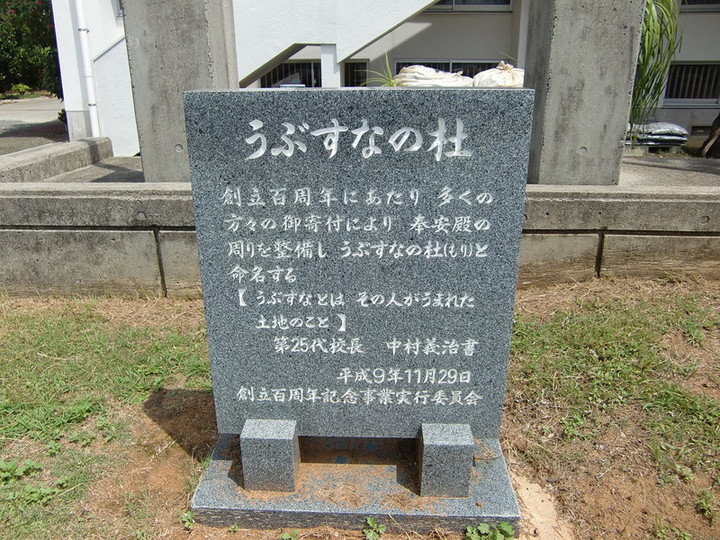 うぶすなの杜
創立百周年にあたり 多くの
方々の御寄付により 奉安殿の
周りを整備し うぶすなの杜(もり)と
命名する
【うぶすなとは その人がうまれた
土地のこと】
第25代校長 中村義治書
平成9年11月29日
創立百周年記念事業実行委員会